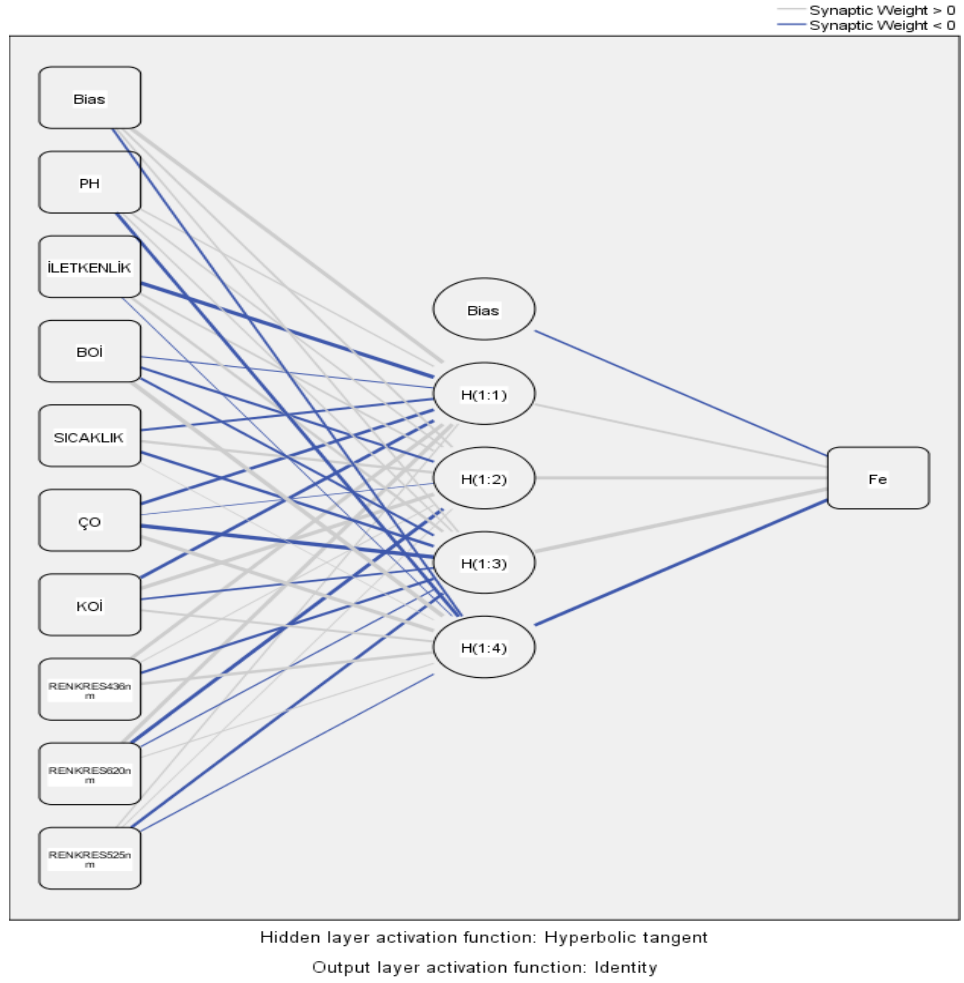 Synaptic Weight > 0
Synaptic Weight < 0
Bias
PH
İLETKENLİK
BOİ
SICAKLIK
ÇO
KOİ
RENKRES436n
m
RENKRES620n
m
RENKRES525n
m
Bias
H(1:1)
H(1:2)
H(1:3)
H(1:4)
Fe
Hidden layer activation function: Hyperbolic tangent
Output layer activation function: Identity